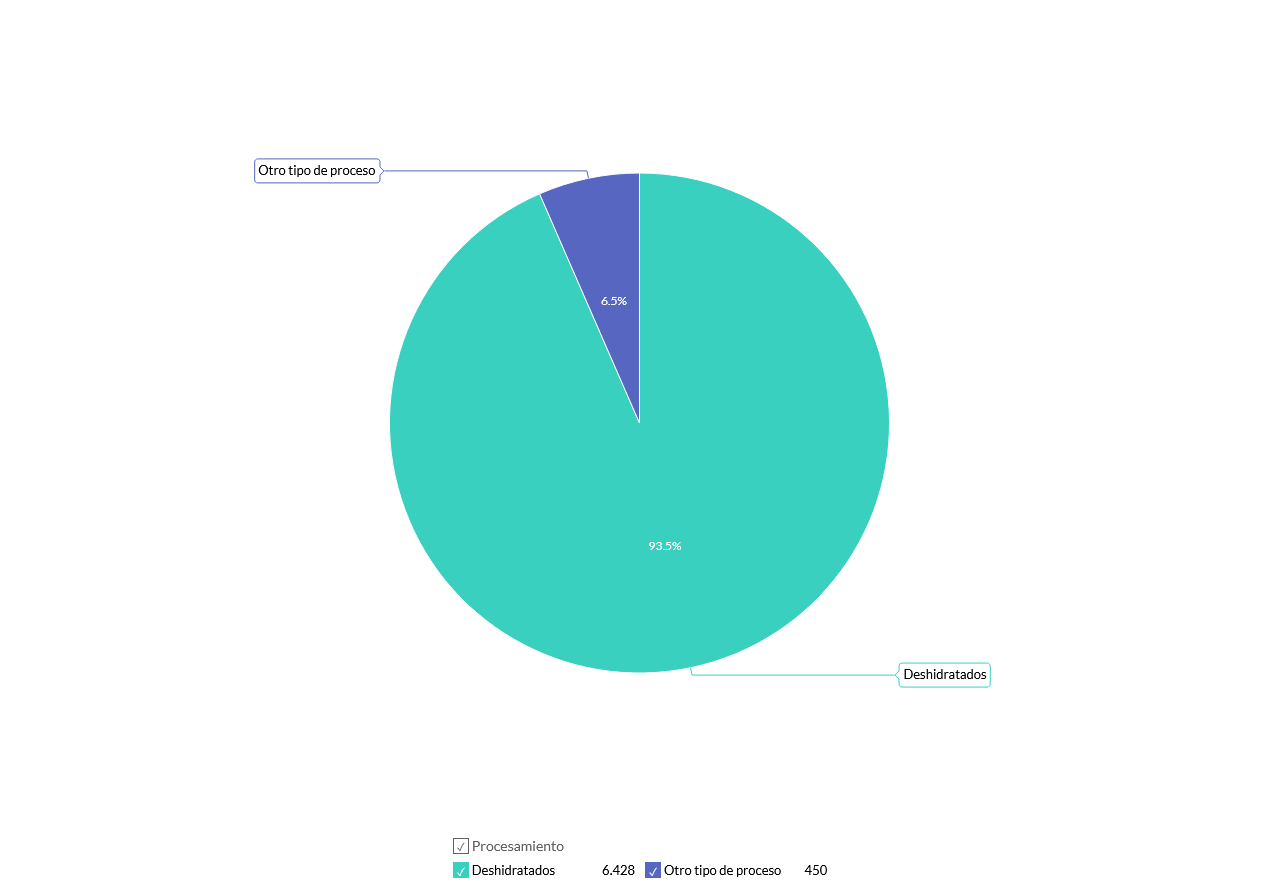 Otro tipo de proceso
6.5%
93.5%
Deshidratados
Procesamiento
Deshidratados 6.428 Otro tipo de proceso 450